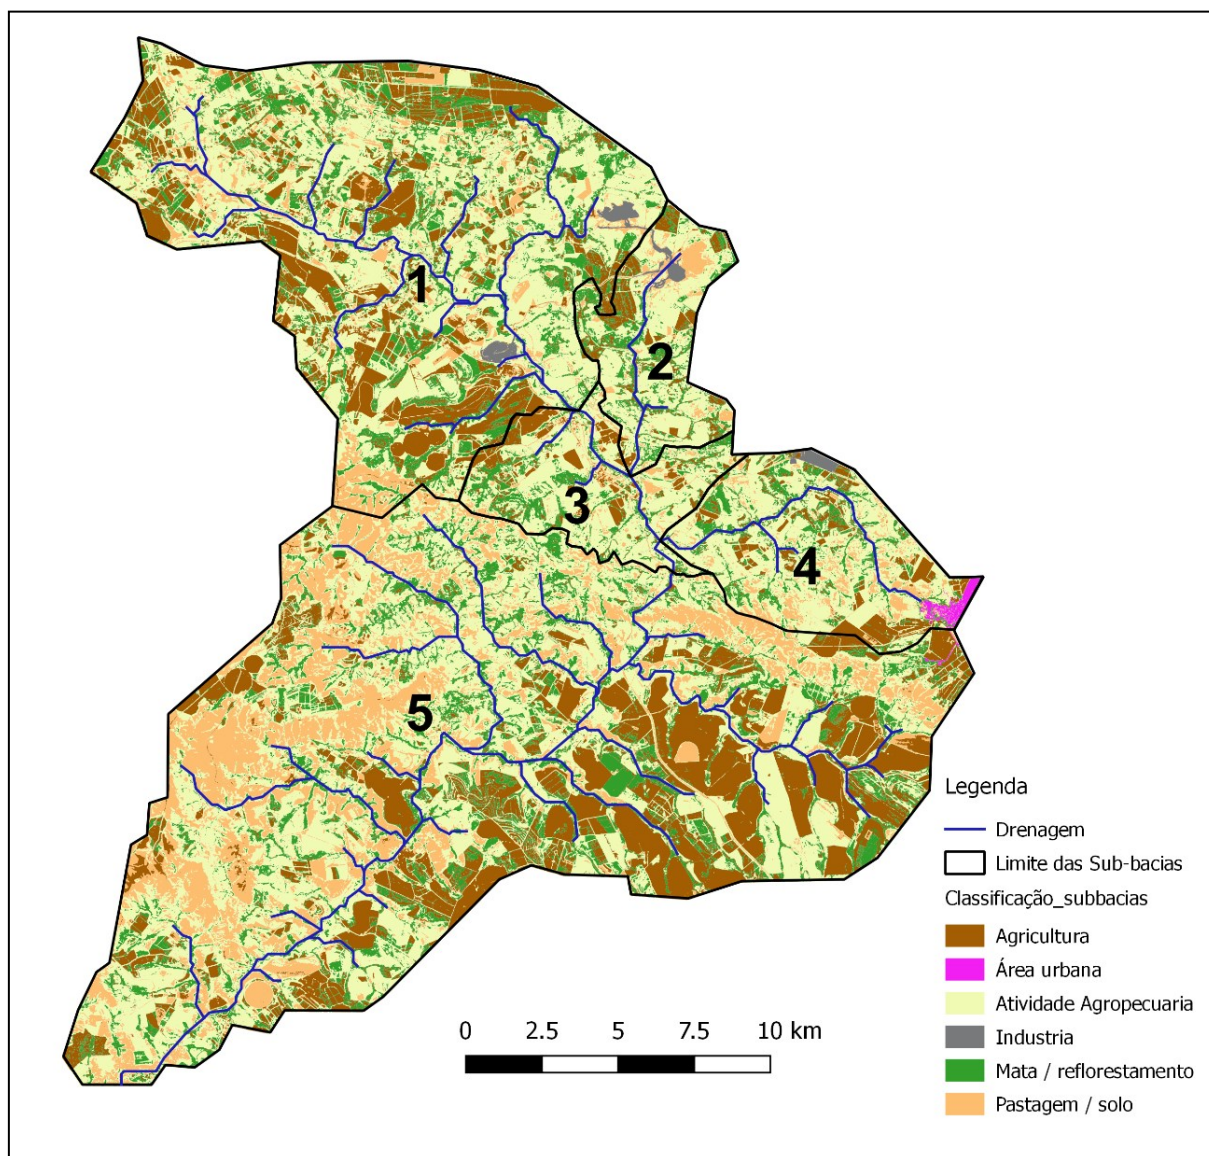 1
2
3
4
5
Legenda
Drenagem
Limite das Sub-bacias
Classificação_subbacias
Agricultura
Área urbana
Atividade Agropecuaria
Industria
Mata / reflorestamento
Pastagem / solo
0 2.5 5 7.5 10 km